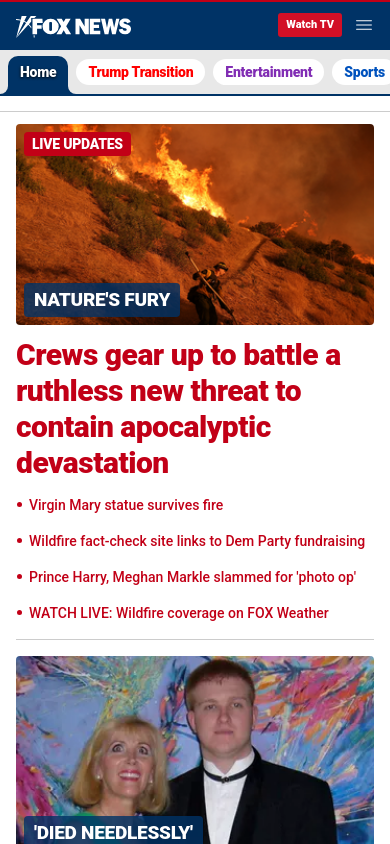 FOX NEWS
Watch TV
Home
Trump Transition
Entertainment
Sports
LIVE UPDATES
NATURE'S FURY
Crews gear up to battle a
ruthless new threat to
contain apocalyptic
devastation
• Virgin Mary statue survives fire
• Wildfire fact-check site links to Dem Party fundraising
• Prince Harry, Meghan Markle slammed for 'photo op'
• WATCH LIVE: Wildfire coverage on FOX Weather
'DIED NEEDLESSLY'